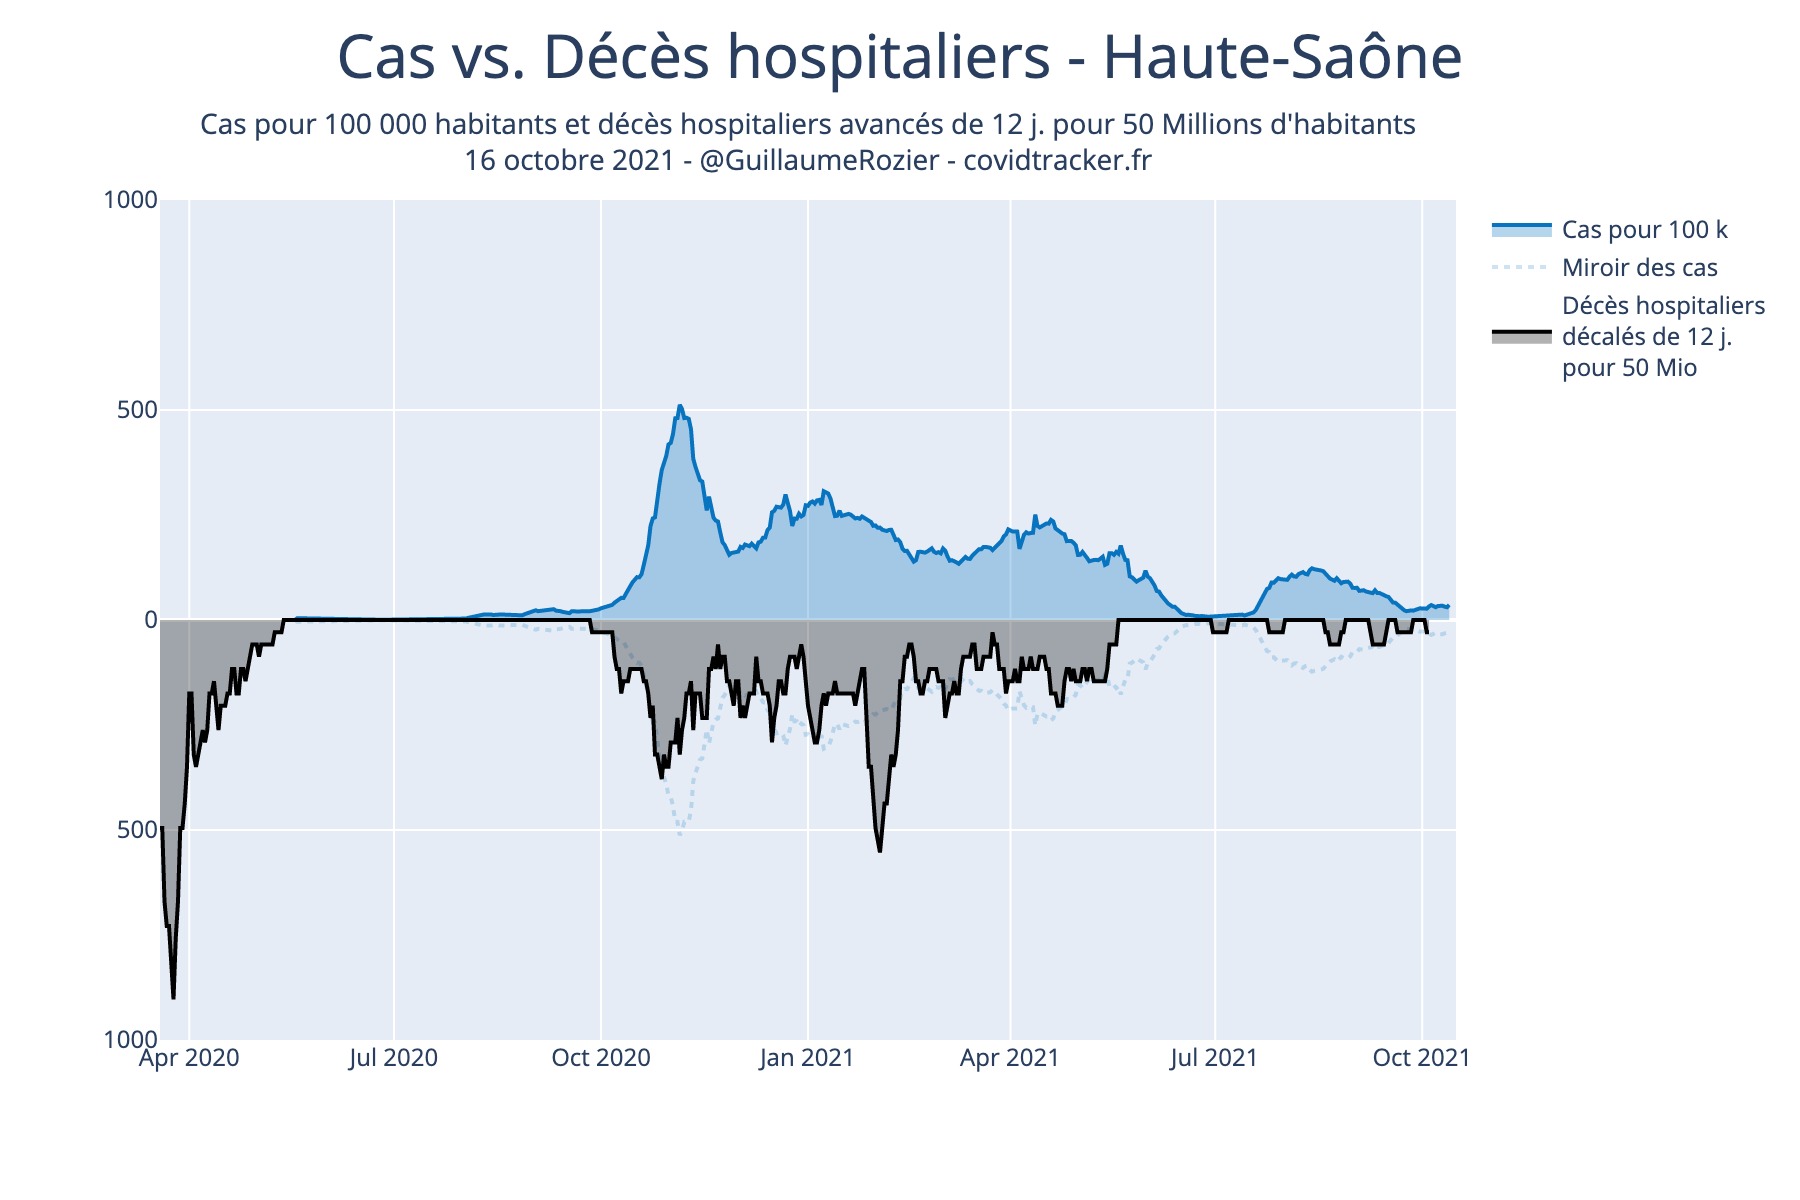 Cas vs. Décès hospitaliers - Haute-Saône
Cas pour 100 000 habitants et décès hospitaliers avancés de 12 j. pour 50 Millions d'habitants
16 octobre 2021 - @GuillaumeRozier - covidtracker.fr
1000
500
0
500
1000
Apr 2020
Jul 2020
Oct 2020
Jan 2021
Apr 2021
Jul 2021
Oct 2021
Cas pour 100 k
Miroir des cas
Décès hospitaliers
décalés de 12 j.
pour 50 Mio